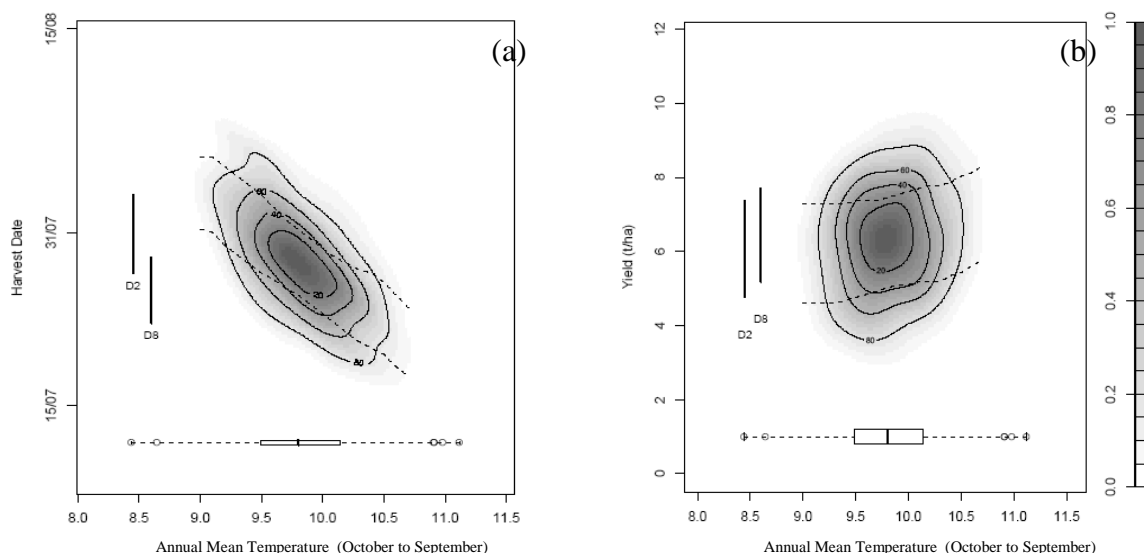 (a)
Harvest Date
15/08
31/07
15/07
D2
D8
60
40
20
80
8.0 8.5 9.0 9.5 10.0 10.5 11.0 11.5
Annual Mean Temperature (October to September)
(b)
Yield (t/ha)
12
10
8
6
4
2
0
D2
D8
60
40
20
80
8.0 8.5 9.0 9.5 10.0 10.5 11.0 11.5
Annual Mean Temperature (October to September)
1.0
0.8
0.6
0.4
0.2
0.0